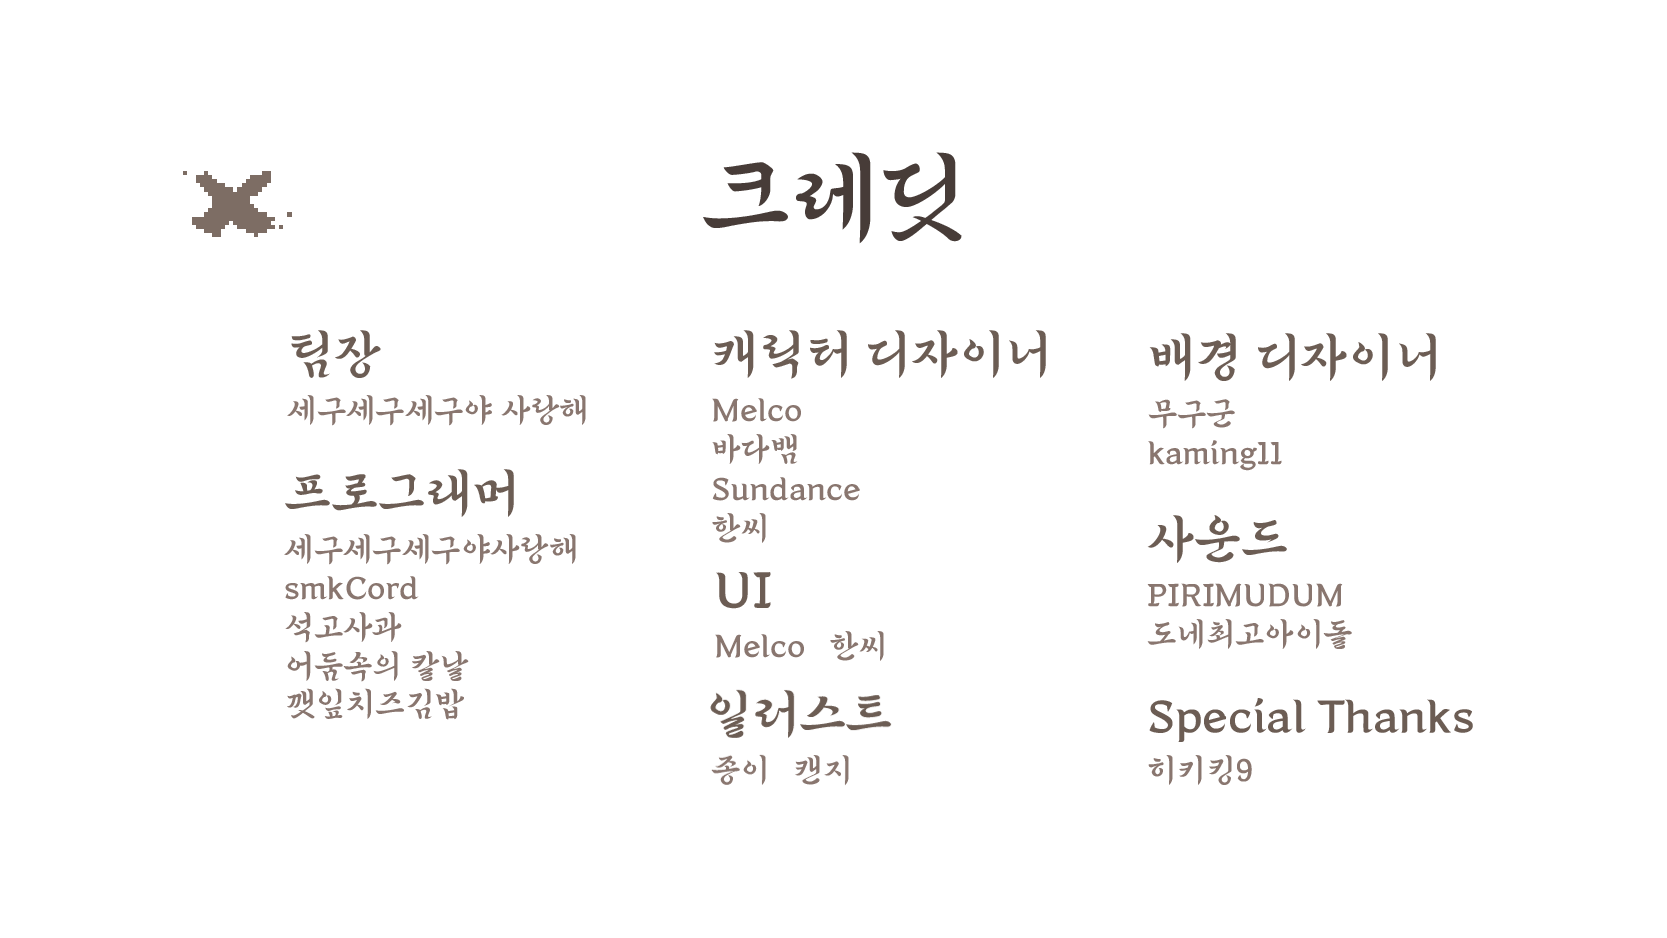 크레딧
팀장
세구세구세구야 사랑해
프로그래머
세구세구세구야사랑해
smkCord
석고사과
어둠속의 칼날
깻잎치즈김밥
캐릭터 디자이너
Melco
바다뱀
Sundance
한씨
UI
Melco 한씨
일러스트
종이 캔지
배경 디자이너
무구군
kaming11
사운드
PIRIMUDUM
도네최고아이돌
Special Thanks
히키킹9